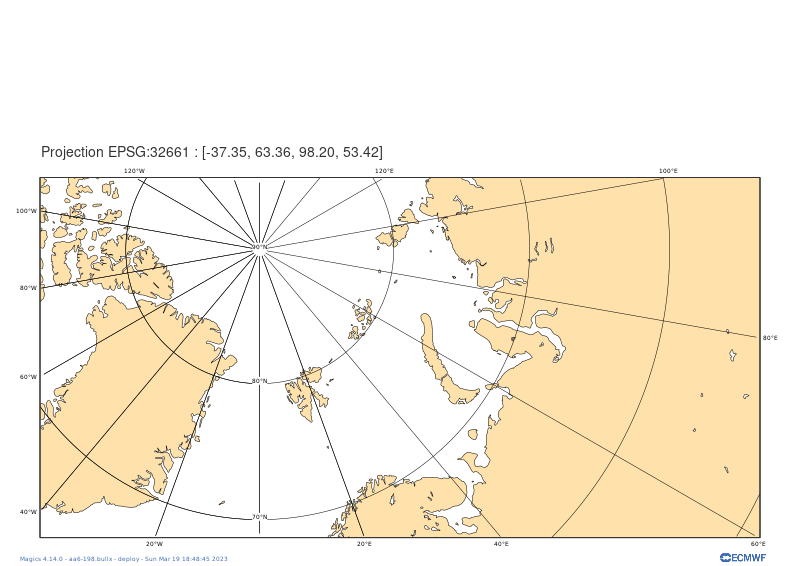 Projection EPSG:32661 : [-37.35, 63.36, 98.20, 53.42]
120°W
120°E
100°E
100°W
90°N
80°W
80°E
60°W
80°N
40°W
70°N
20°W
20°E
40°E
60°E
Magics 4.14.0 - aa6-198.bullx - deploy - Sun Mar 19 18:48:45 2023
ECMWF